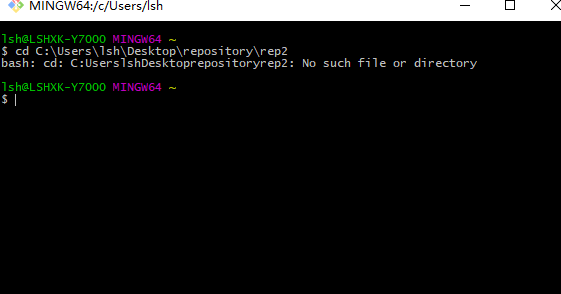 MINGW64:/c/Users/lsh
lsh@LSHXK-Y7000 MINGW64 ~
$ cd C:\Users\lsh\Desktop\repository\rep2
bash: cd: C:UserslshDesktoprepositoryrep2: No such file or directory
lsh@LSHXK-Y7000 MINGW64 ~
$